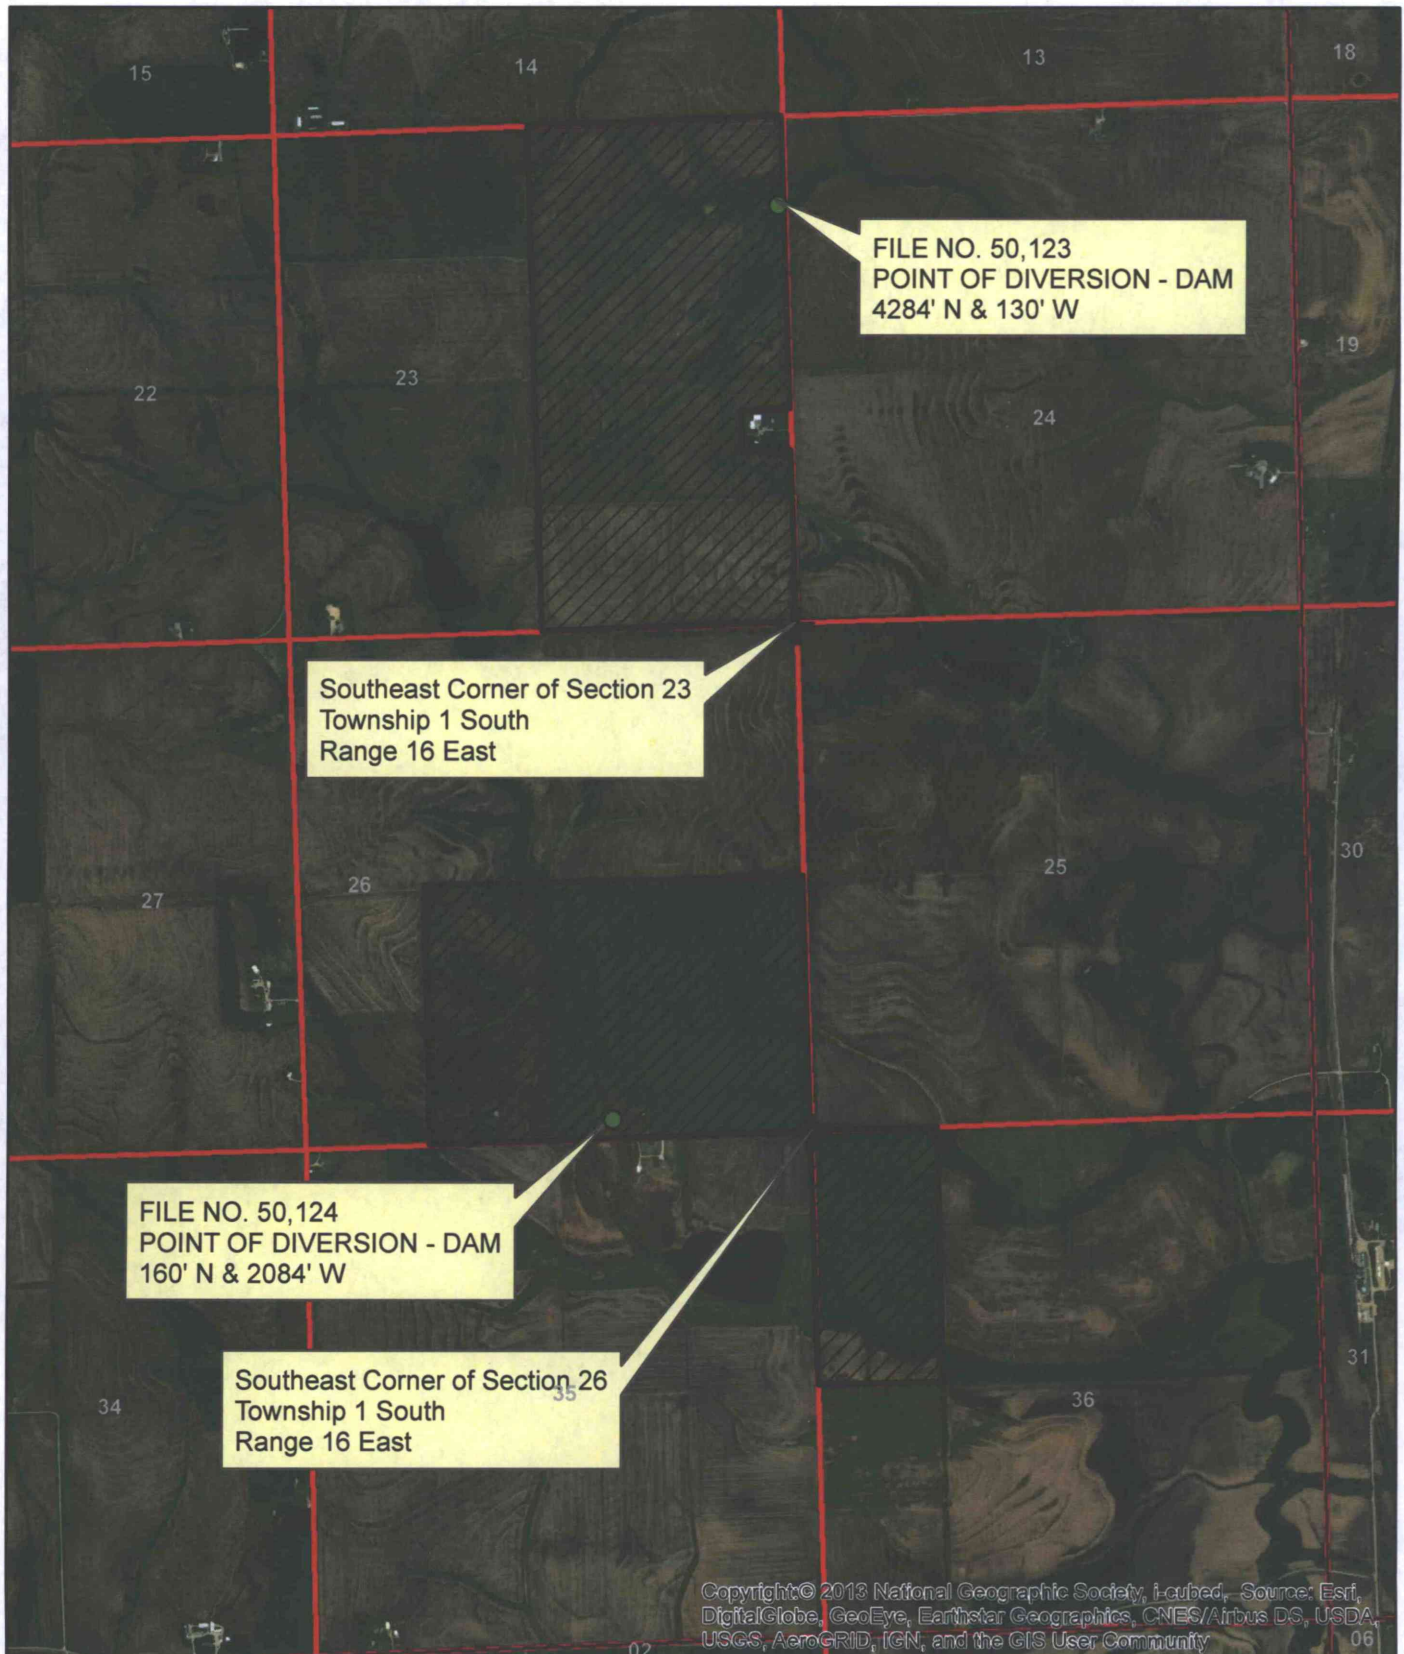 15
14
13
18
FILE NO. 50,123
POINT OF DIVERSION - DAM
4284' N & 130' W
19
22
23
24
Southeast Corner of Section 23
Township 1 South
Range 16 East
30
25
26
27
FILE NO. 50,124
POINT OF DIVERSION - DAM
160' N & 2084' W
Southeast Corner of Section 26
35
Township 1 South
Range 16 East
31
34
36
Copyright:© 2013 National Geographic Society, i-cubed, Source: Esri,
DigitalGlobe, GeoEye, Earthstar Geographics, CNES/Airbus DS, USDA,
USGS, AeroGRID, IGN, and the GIS User Community
02
06